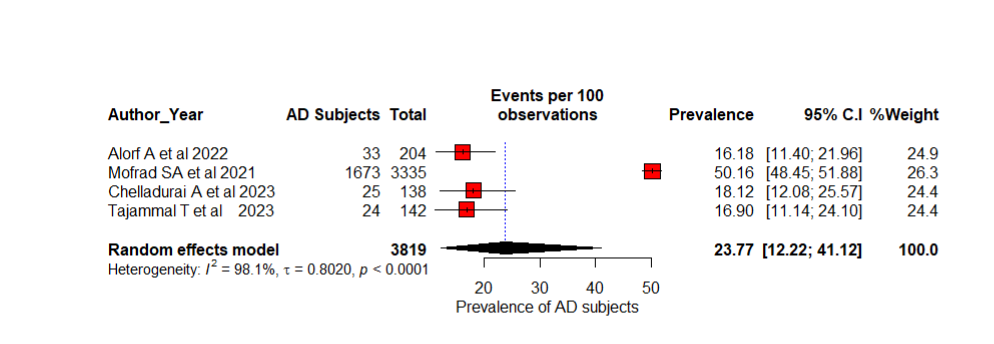 Events per 100
Author_Year AD Subjects Total observations Prevalence 95% C.I %Weight
Alorf A et al 2022 33 204 16.18 [11.40; 21.96] 24.9
Mofrad SA et al 2021 1673 3335 50.16 [48.45; 51.88] 26.3
Chelladurai A et al 2023 25 138 18.12 [12.08; 25.57] 24.4
Tajammal T et al 2023 24 142 16.90 [11.14; 24.10] 24.4
Random effects model 3819 23.77 [12.22; 41.12] 100.0
Heterogeneity: I² = 98.1%, τ = 0.8020, p < 0.0001
20 30 40 50
Prevalence of AD subjects